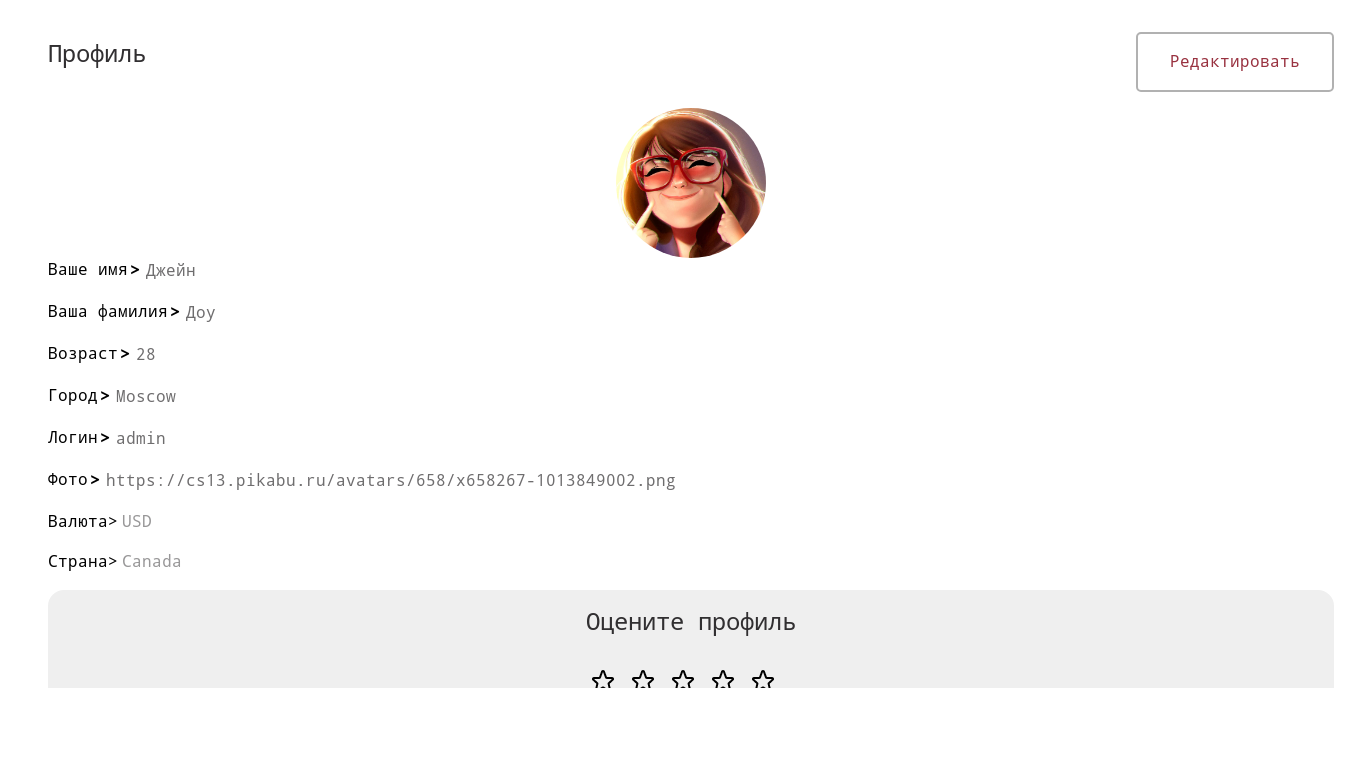 Профиль
Редактировать
Ваше имя> Джейн
Ваша фамилия> Доу
Возраст> 28
Город> Moscow
Логин> admin
Фото> https://cs13.pikabu.ru/avatars/658/x658267-1013849002.png
Валюта> USD
Страна> Canada
Оцените профиль